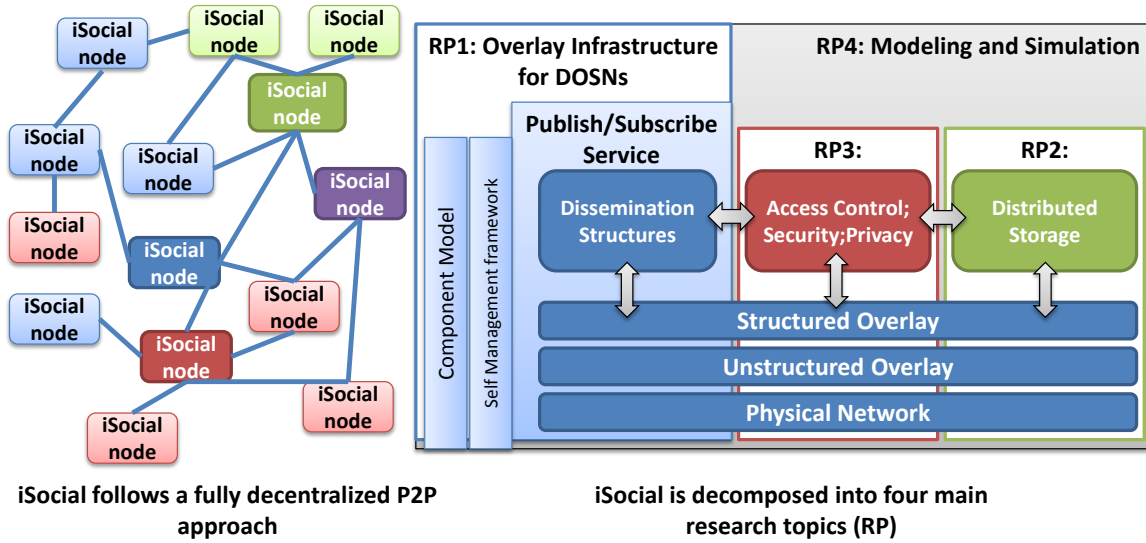 iSocial
node
iSocial
node
iSocial
node
iSocial
node
iSocial
node
iSocial
node
iSocial
node
iSocial
node
iSocial
node
iSocial
node
iSocial
node
iSocial
node
iSocial
node
iSocial
node
iSocial follows a fully decentralized P2P
approach
RP1: Overlay Infrastructure
for DOSNs
RP4: Modeling and Simulation
Publish/Subscribe
Service
RP3:
RP2:
Component Model
Self Management framework
Dissemination
Structures
Access Control;
Security;Privacy
Distributed
Storage
Structured Overlay
Unstructured Overlay
Physical Network
iSocial is decomposed into four main
research topics (RP)